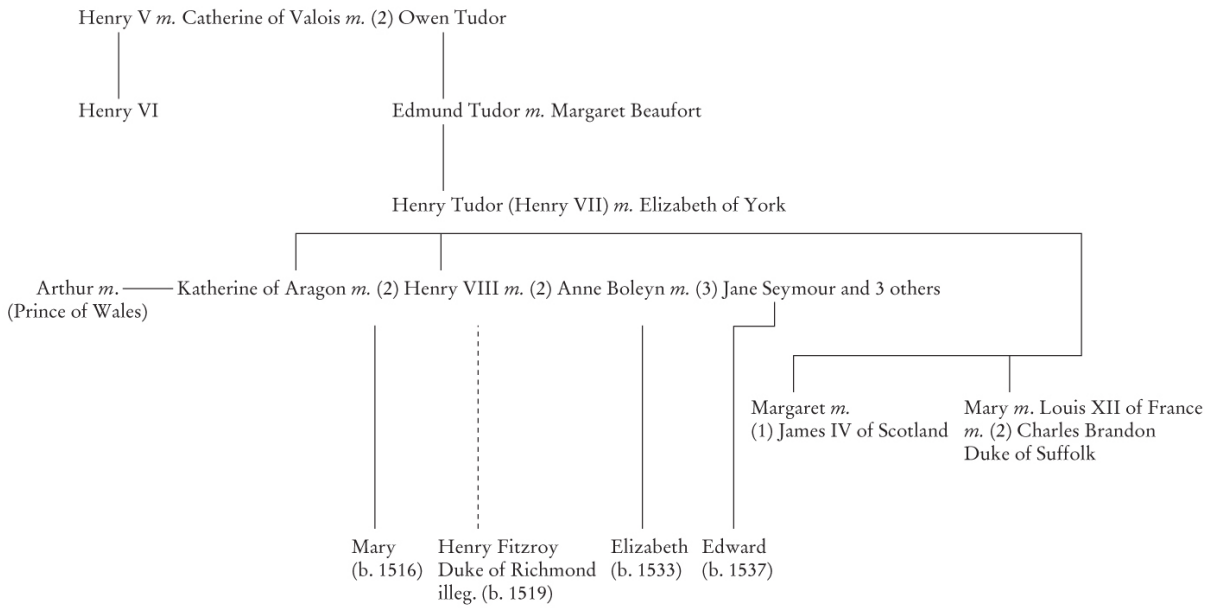 Henry V m. Catherine of Valois m. (2) Owen Tudor
Henry VI
Edmund Tudor m. Margaret Beaufort
Henry Tudor (Henry VII) m. Elizabeth of York
Arthur m.
(Prince of Wales)
Katherine of Aragon m. (2) Henry VIII m. (2) Anne Boleyn m. (3) Jane Seymour and 3 others
Margaret m.
(1) James IV of Scotland
Mary m. Louis XII of France
m. (2) Charles Brandon
Duke of Suffolk
Mary
(b. 1516)
Henry Fitzroy
Duke of Richmond
illeg. (b. 1519)
Elizabeth
(b. 1533)
Edward
(b. 1537)